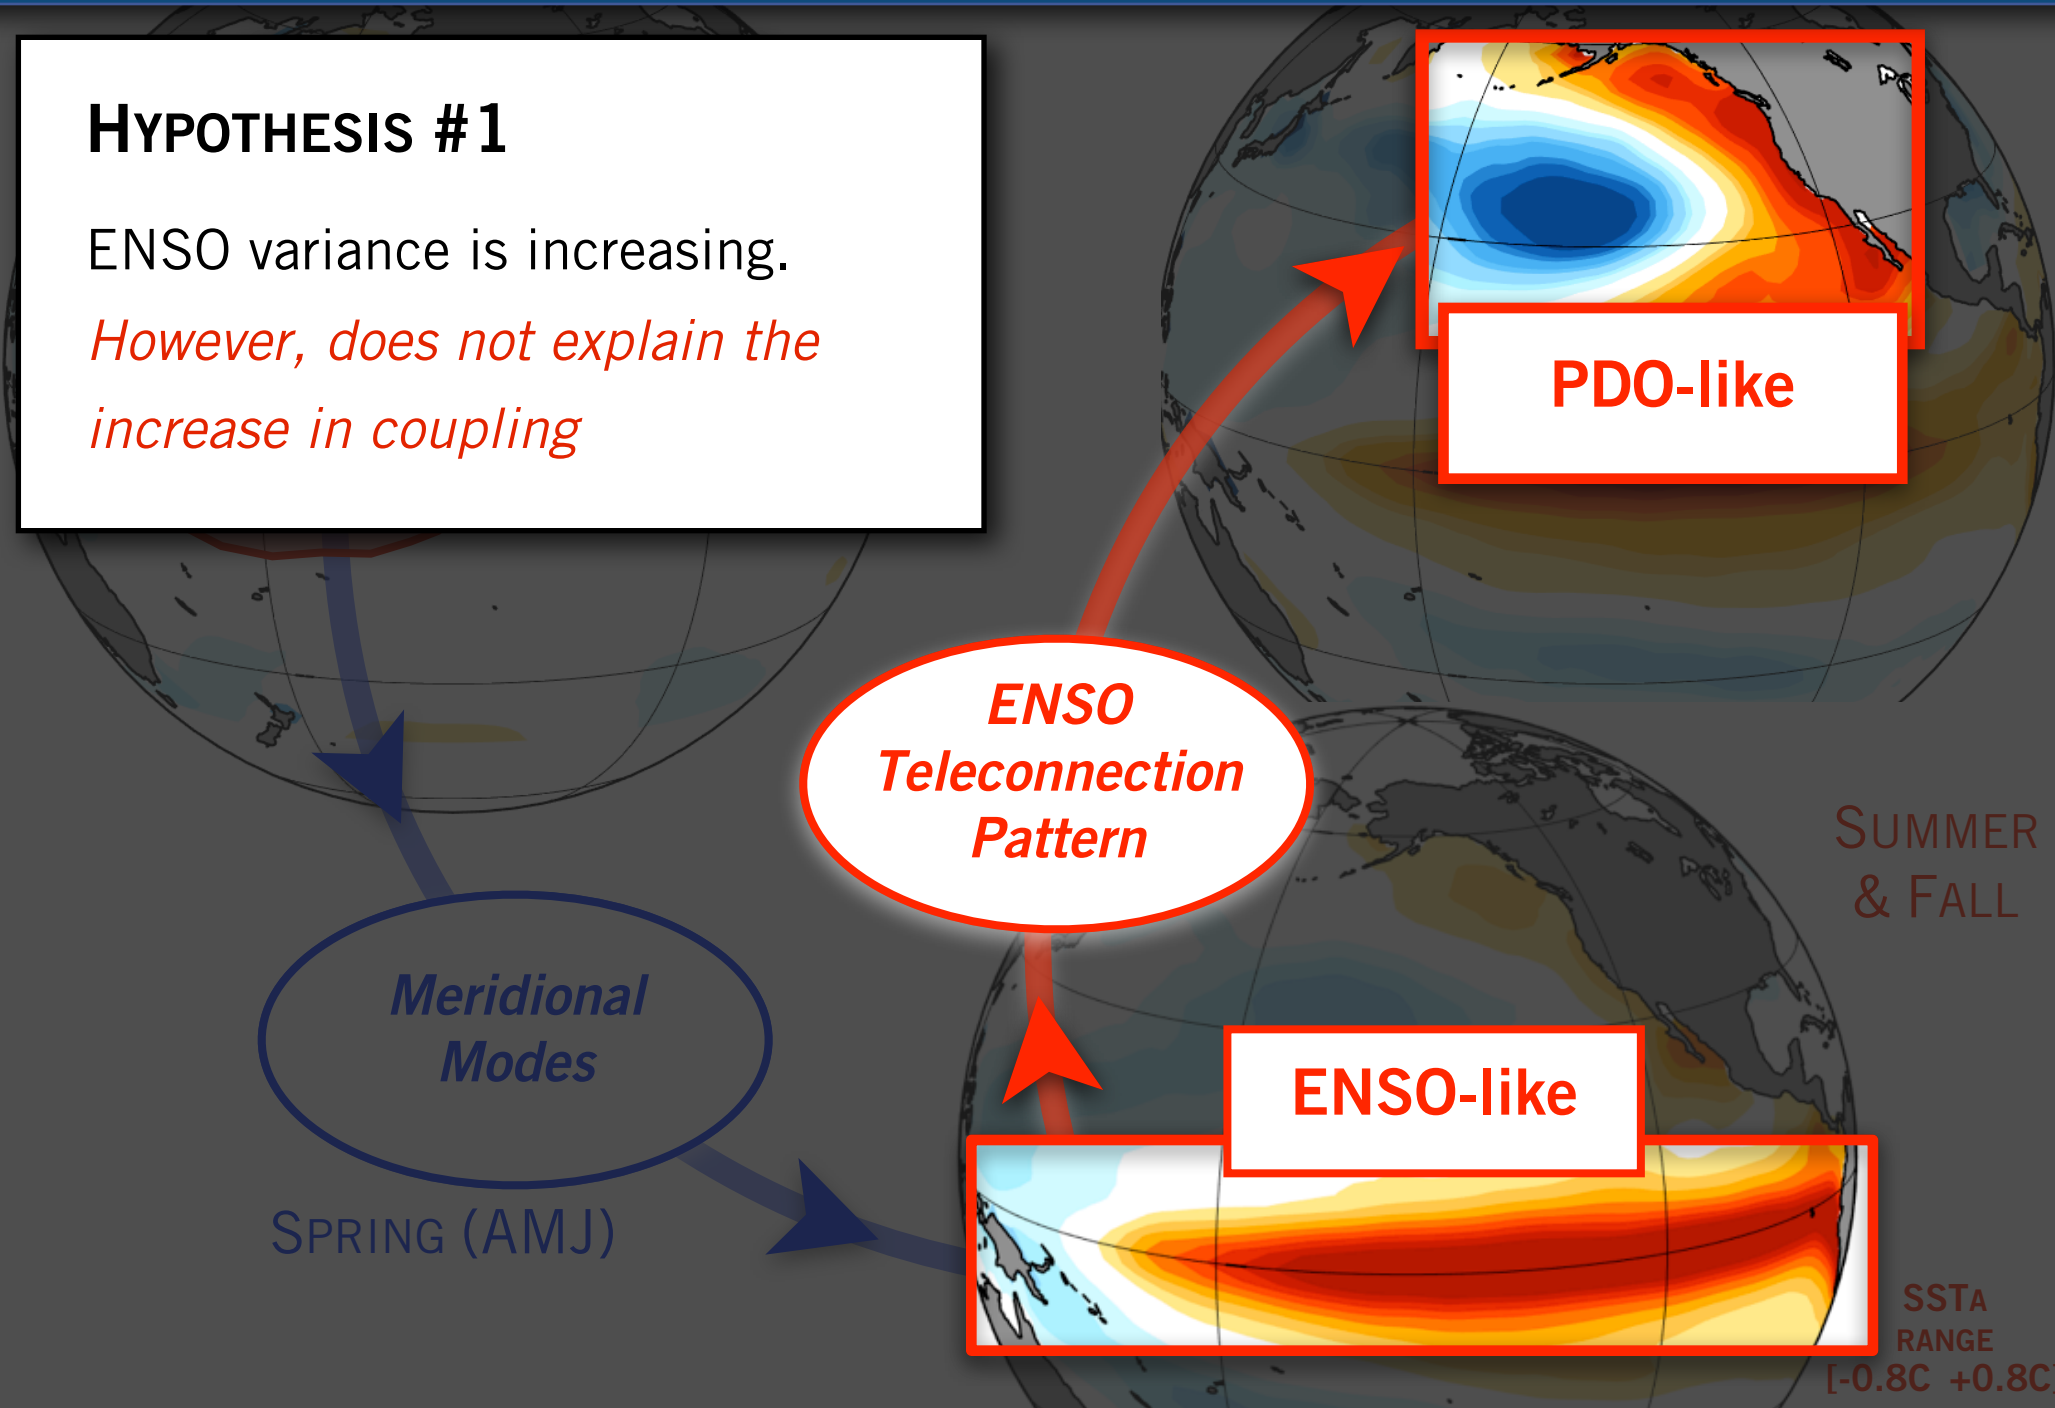 HYPOTHESIS #1
ENSO variance is increasing.
However, does not explain the
increase in coupling
PDO-like
ENSO
Teleconnection
Pattern
SUMMER
& FALL
Meridional
Modes
SPRING (AMJ)
ENSO-like
SSTA
RANGE
[-0.8C +0.8C]